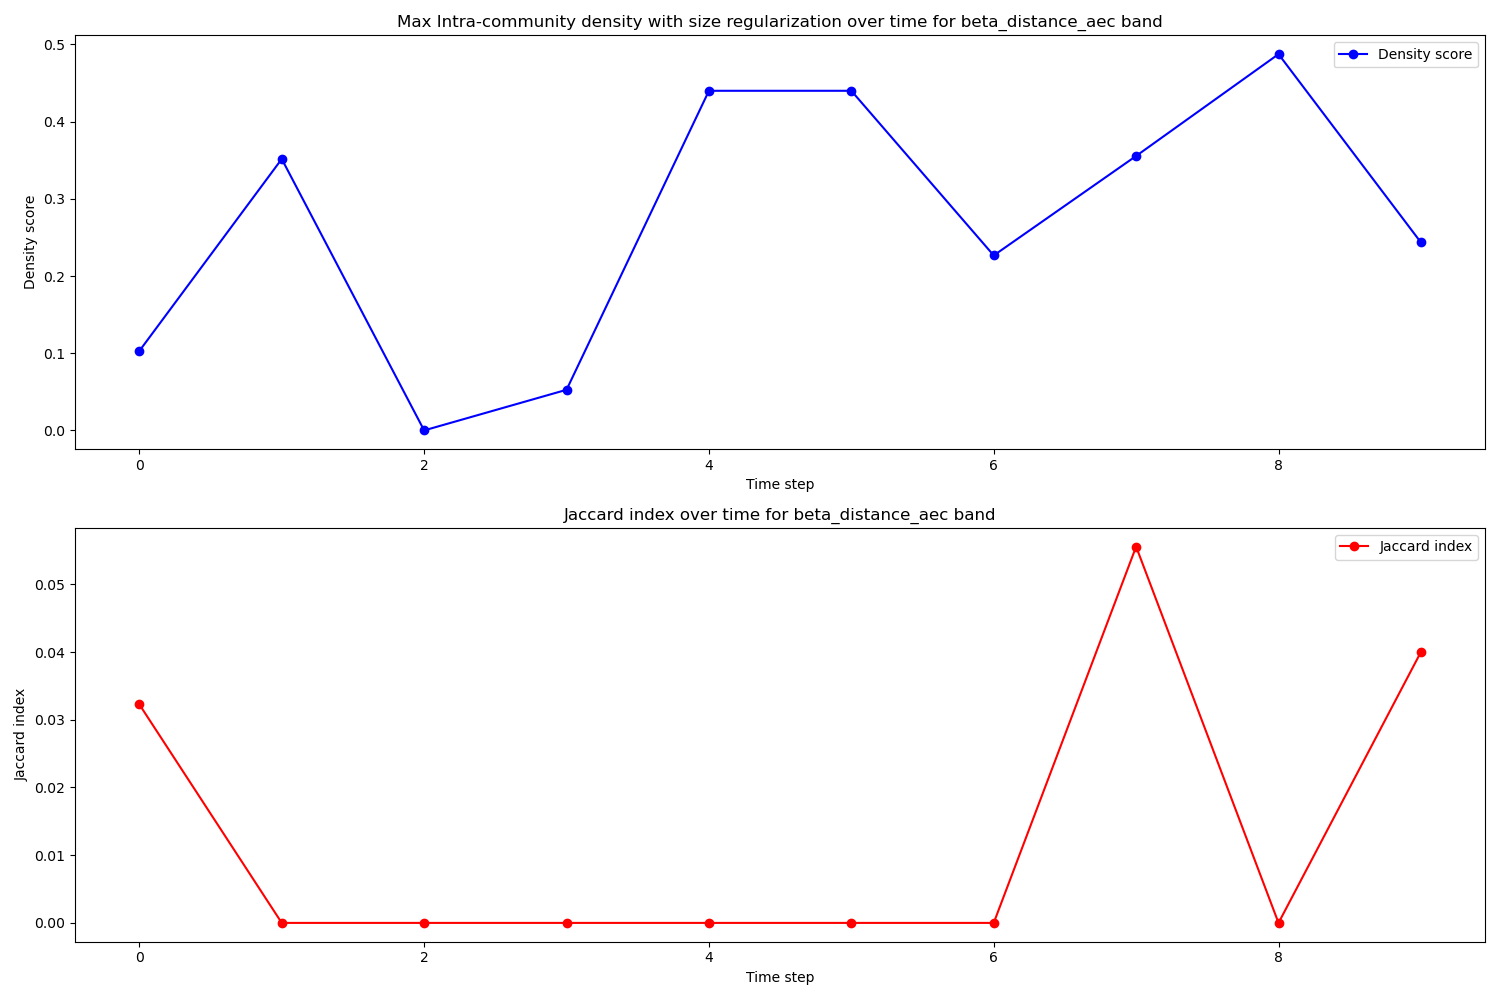 Max Intra-community density with size regularization over time for beta_distance_aec band
Density score
0.5
0.4
0.3
0.2
0.1
0.0
Density score
0 2 4 6 8
Time step
Jaccard index over time for beta_distance_aec band
Jaccard index
0.05
0.04
0.03
0.02
0.01
0.00
Jaccard index
0 2 4 6 8
Time step